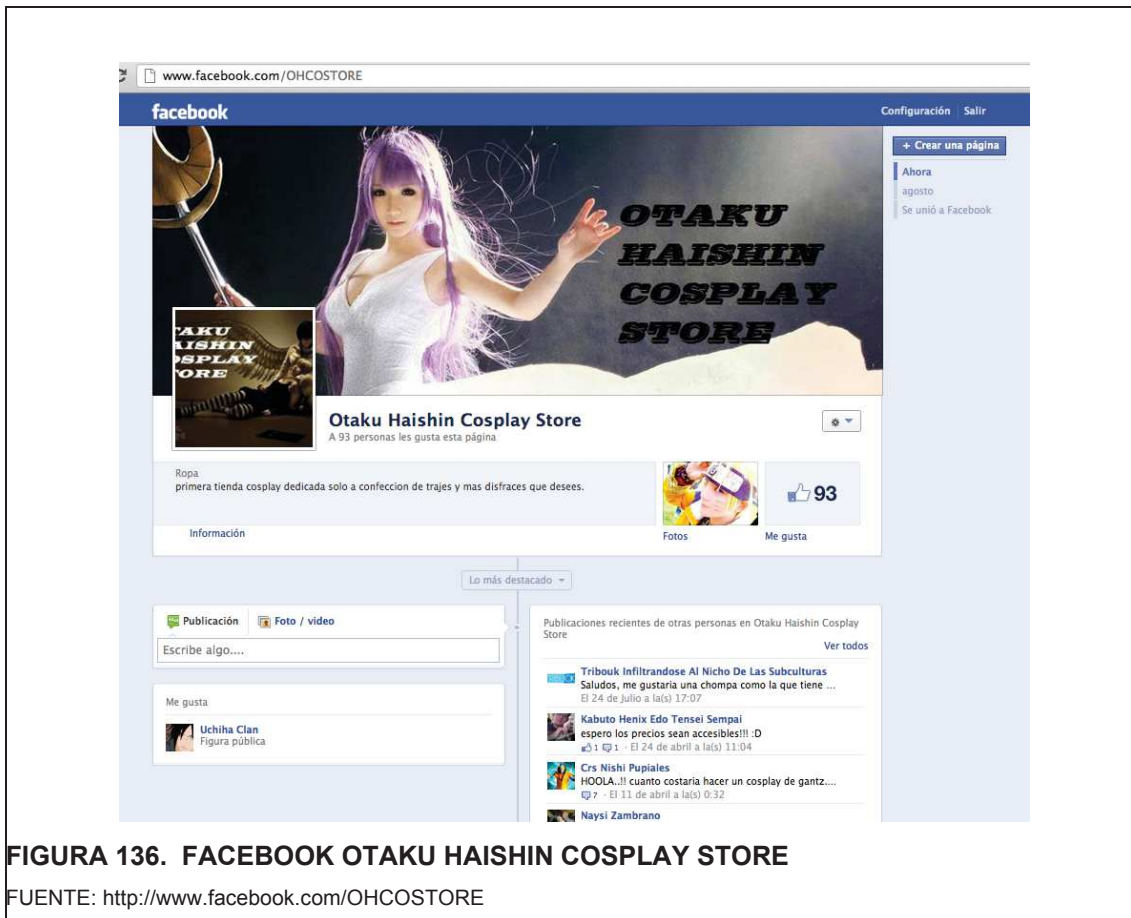 www.facebook.com/OHCOSTORE
facebook
Configuración Salir
+ Crear una página
Ahora
agosto
Se unió a Facebook
OTAKU
HAISHIN
COSPLAY
STORE
TAKU
AISHIN
OSPLAY
ORE
Otaku Haishin Cosplay Store
A 93 personas les gusta esta página
Ropa
primera tienda cosplay dedicada solo a confeccion de trajes y mas disfraces que desees.
93
Información
Fotos
Me gusta
Lo más destacado
Publicación Foto / video
Escribe algo....
Me gusta
Uchiha Clan
Figura pública
Publicaciones recientes de otras personas en Otaku Haishin Cosplay
Store
Ver todos
Tribouk Infiltrandose Al Nicho De Las Subculturas
Saludos, me gustaria una chompa como la que tiene ...
El 24 de julio a la(s) 17:07
Kabuto Henix Edo Tensei Sempai
espero los precios sean accesibles!!! :D
1 1 · El 24 de abril a la(s) 11:04
Crs Nishi Pupiales
HOOLA..!! cuanto costaria hacer un cosplay de gantz....
7 · El 11 de abril a la(s) 0:32
Naysi Zambrano
FIGURA 136. FACEBOOK OTAKU HAISHIN COSPLAY STORE
FUENTE: http://www.facebook.com/OHCOSTORE